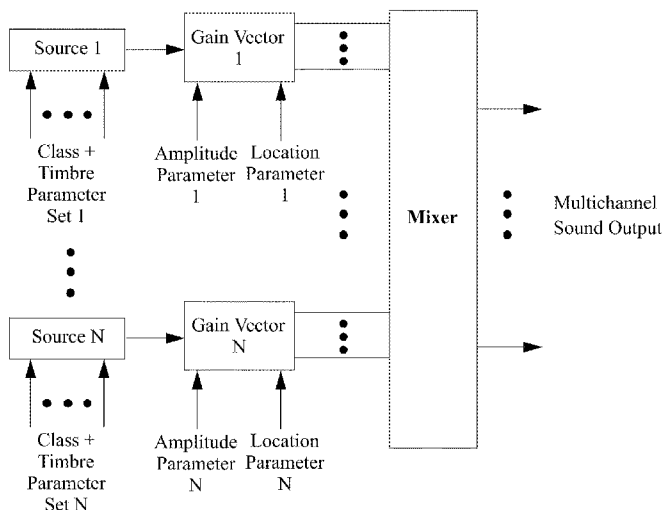 Source 1
Gain Vector
1
Class +
Timbre
Parameter
Set 1
Amplitude
Parameter
1
Location
Parameter
1
Mixer
Multichannel
Sound Output
Source N
Gain Vector
N
Class +
Timbre
Parameter
Set N
Amplitude
Parameter
N
Location
Parameter
N